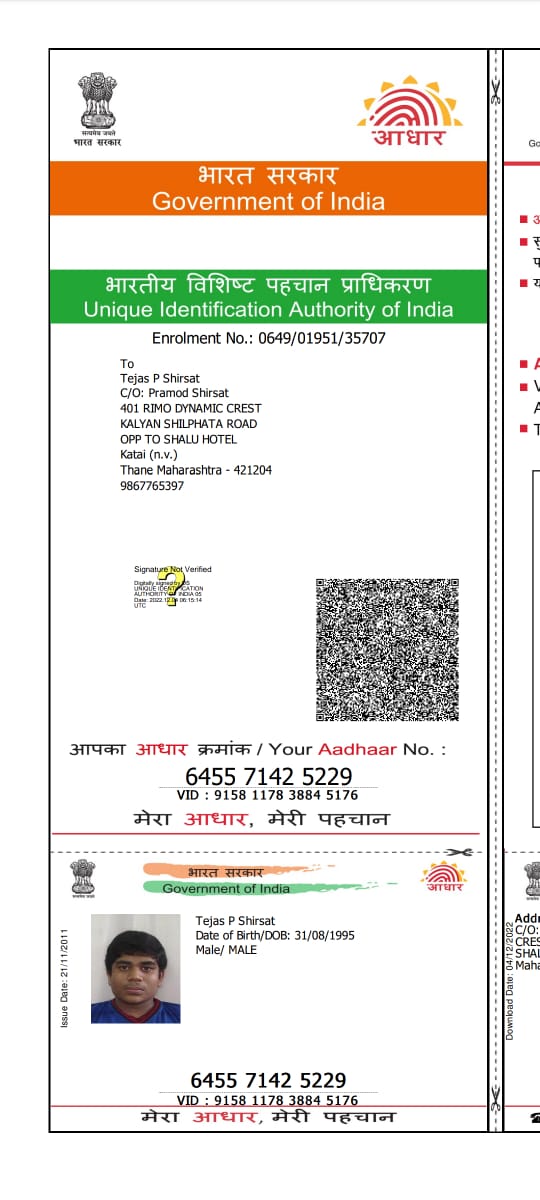 सत्यमेव जयते
भारत सरकार
आधार
भारत सरकार
Government of India
भारतीय विशिष्ट पहचान प्राधिकरण
Unique Identification Authority of India
Enrolment No.: 0649/01951/35707
To
Tejas P Shirsat
C/O: Pramod Shirsat
401 RIMO DYNAMIC CREST
KALYAN SHILPHATA ROAD
OPP TO SHALU HOTEL
Katai (n.v.)
Thane Maharashtra - 421204
9867765397
Signature Not Verified
Digitally signed by DS
UNIQUE IDENTIFICATION
AUTHORITY OF INDIA 05
Date: 2022.12.04 06:15:14
UTC
आपका आधार क्रमांक / Your Aadhaar No. :
6455 7142 5229
VID : 9158 1178 3884 5176
मेरा आधार, मेरी पहचान
भारत सरकार
Government of India
आधार
Issue Date: 21/11/2011
Tejas P Shirsat
Date of Birth/DOB: 31/08/1995
Male/ MALE
6455 7142 5229
VID : 9158 1178 3884 5176
मेरा आधार, मेरी पहचान
Download Date: 04/12/2022
Addr
C/O:
CRES
SHAL
Maha